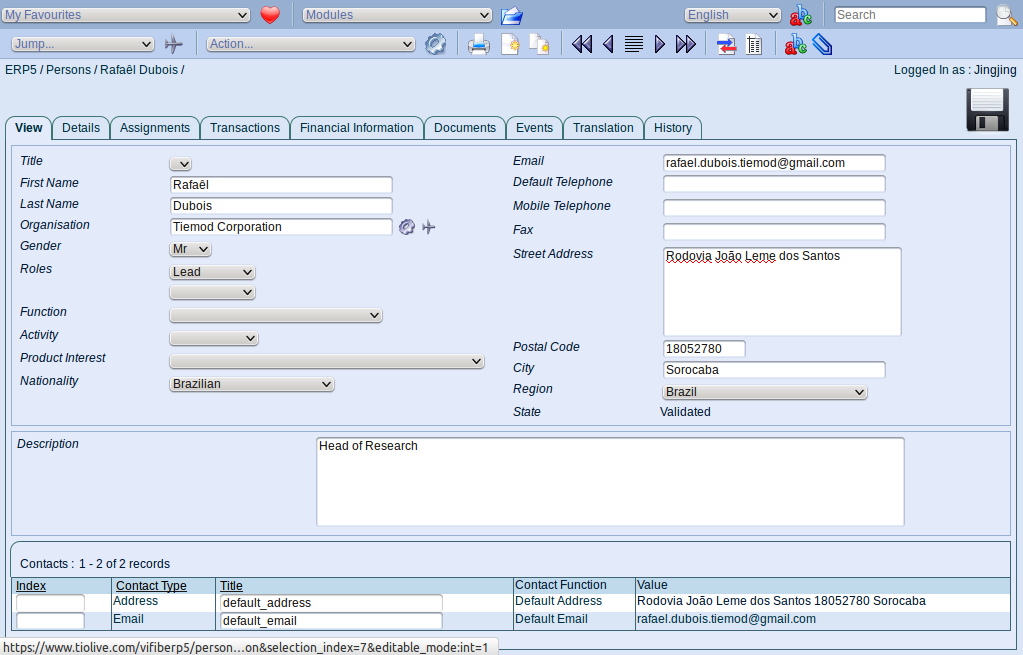 My Favourites Modules English Search
Jump... Action...
ERP5 / Persons / Rafaêl Dubois / Logged In as : Jingjing
View Details Assignments Transactions Financial Information Documents Events Translation History
Title
First Name Rafaêl
Last Name Dubois
Organisation Tiemod Corporation
Gender Mr
Roles Lead
Function
Activity
Product Interest
Nationality Brazilian
Email rafael.dubois.tiemod@gmail.com
Default Telephone
Mobile Telephone
Fax
Street Address Rodovia João Leme dos Santos
Postal Code 18052780
City Sorocaba
Region Brazil
State Validated
Description Head of Research
Contacts : 1 - 2 of 2 records
Index Contact Type Title Contact Function Value
Address default_address Default Address Rodovia João Leme dos Santos 18052780 Sorocaba
Email default_email Default Email rafael.dubois.tiemod@gmail.com
https://www.tiolive.com/vifiberp5/person...on&selection_index=7&editable_mode:int=1